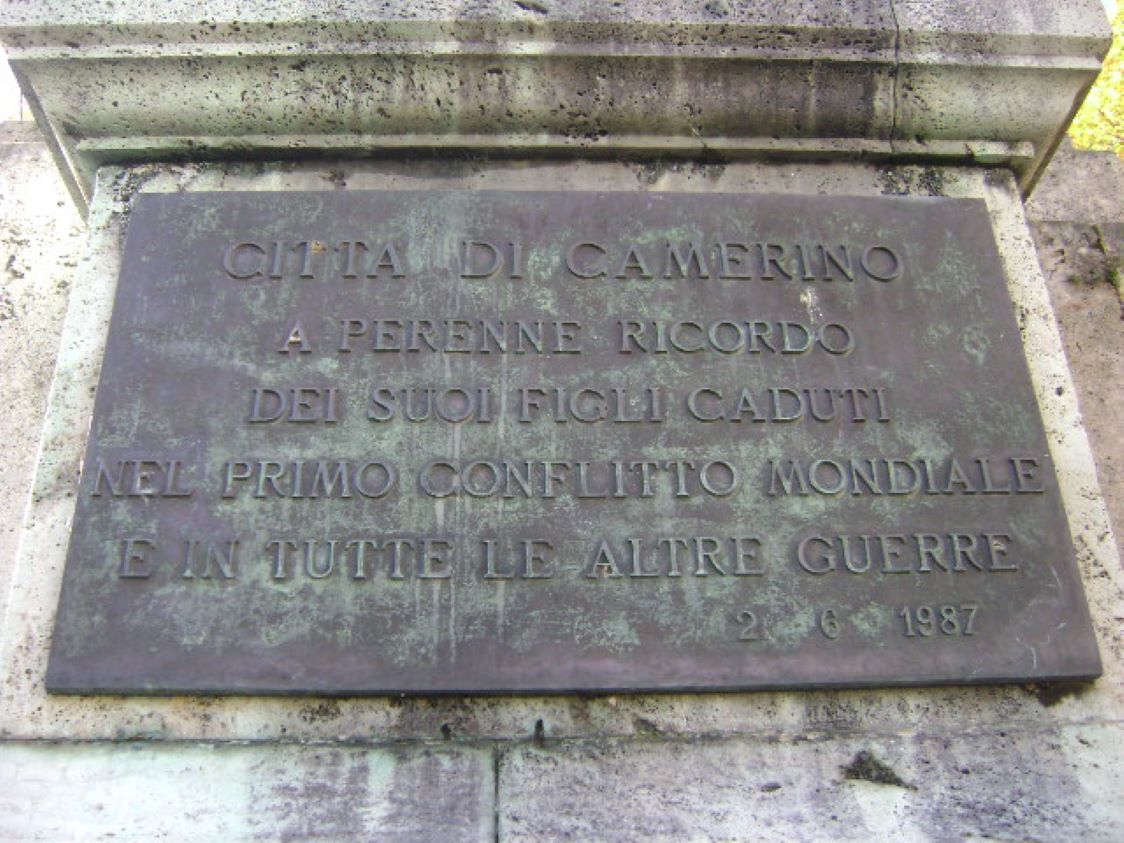 CITTA DI CAMERINO
A PERENNE RICORDO
DEI SUOI FIGLI CADUTI
NEL PRIMO CONFLITTO MONDIALE
E IN TUTTE LE ALTRE GUERRE
2 6 1987